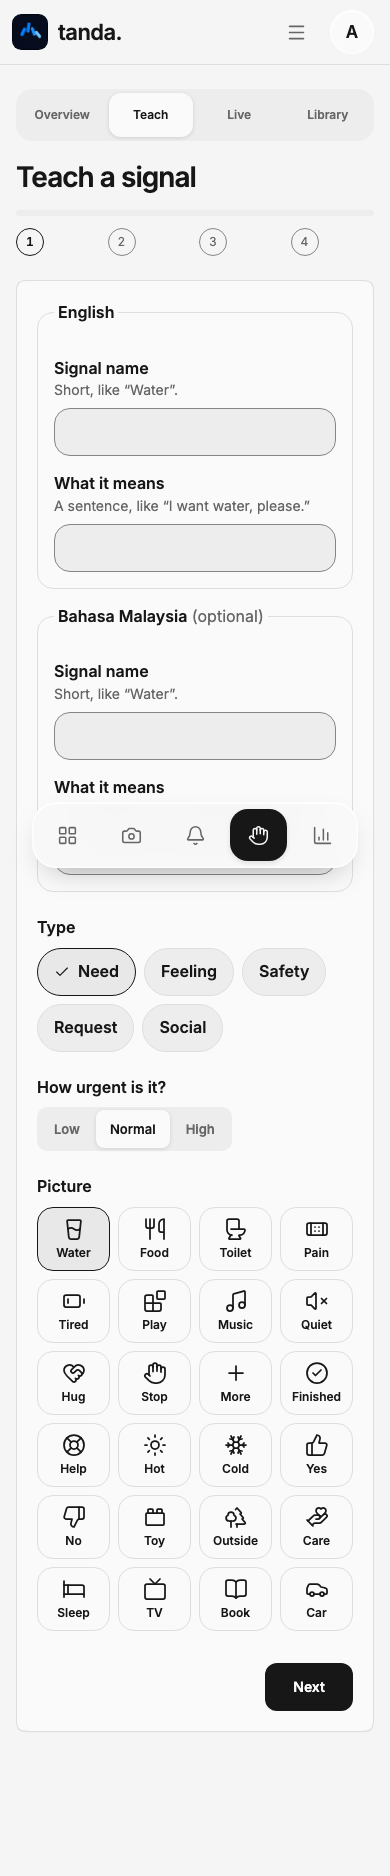 tanda.
A
Overview Teach Live Library
Teach a signal
1 2 3 4
English
Signal name
Short, like “Water”.
What it means
A sentence, like “I want water, please.”
Bahasa Malaysia (optional)
Signal name
Short, like “Water”.
What it means
Type
Need Feeling Safety
Request Social
How urgent is it?
Low Normal High
Picture
Water Food Toilet Pain
Tired Play Music Quiet
Hug Stop More Finished
Help Hot Cold Yes
No Toy Outside Care
Sleep TV Book Car
Next